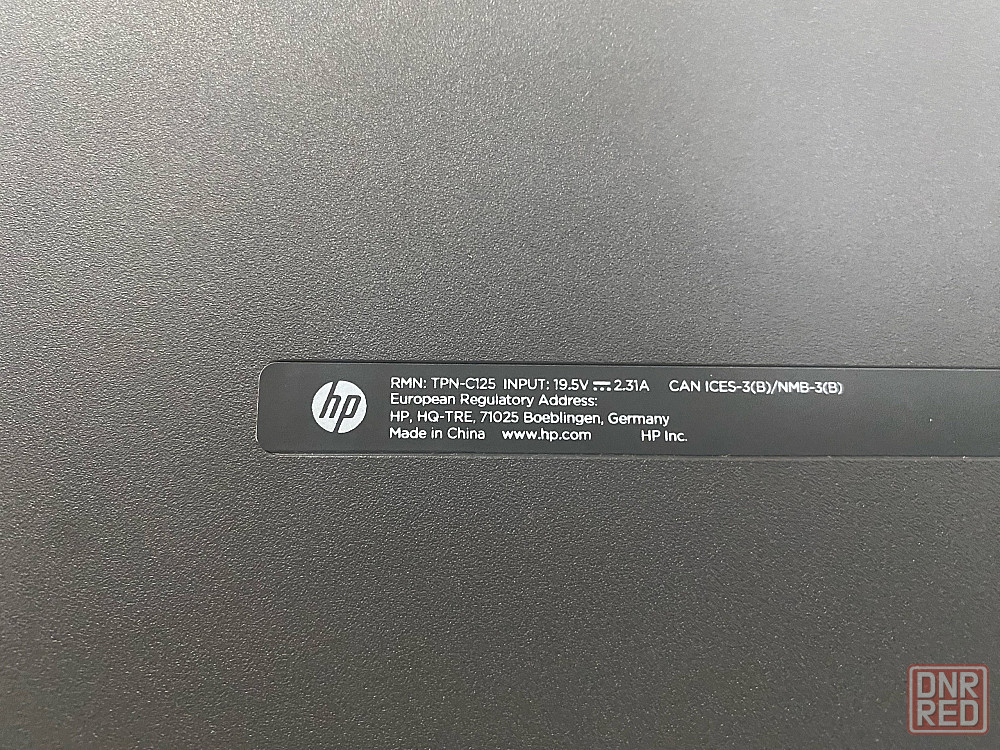 hp
RMN: TPN-C125 INPUT: 19.5V ⎓ 2.31A CAN ICES-3(B)/NMB-3(B)
European Regulatory Address:
HP, HQ-TRE, 71025 Boeblingen, Germany
Made in China www.hp.com HP Inc.
DNR
RED